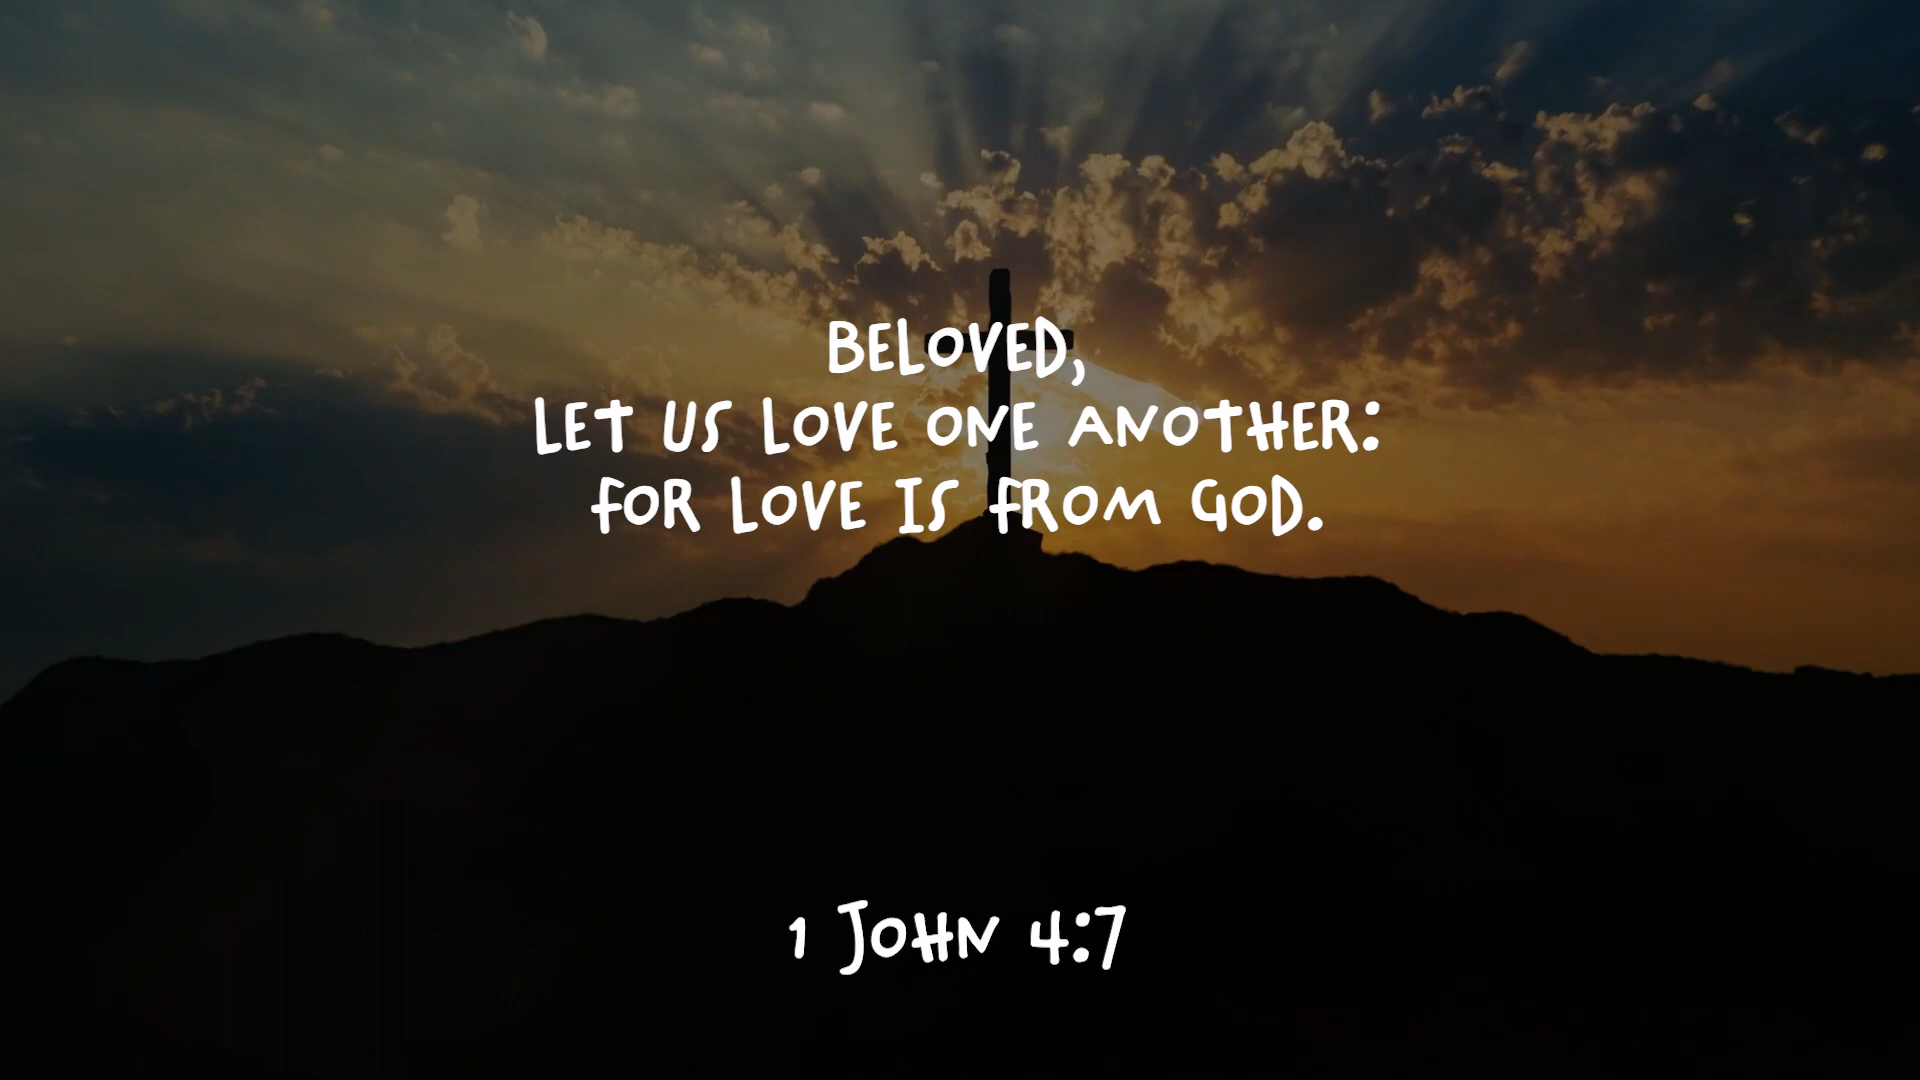 BELOVED,
LET US LOVE ONE ANOTHER:
FOR LOVE IS FROM GOD.
1 JOHN 4:7